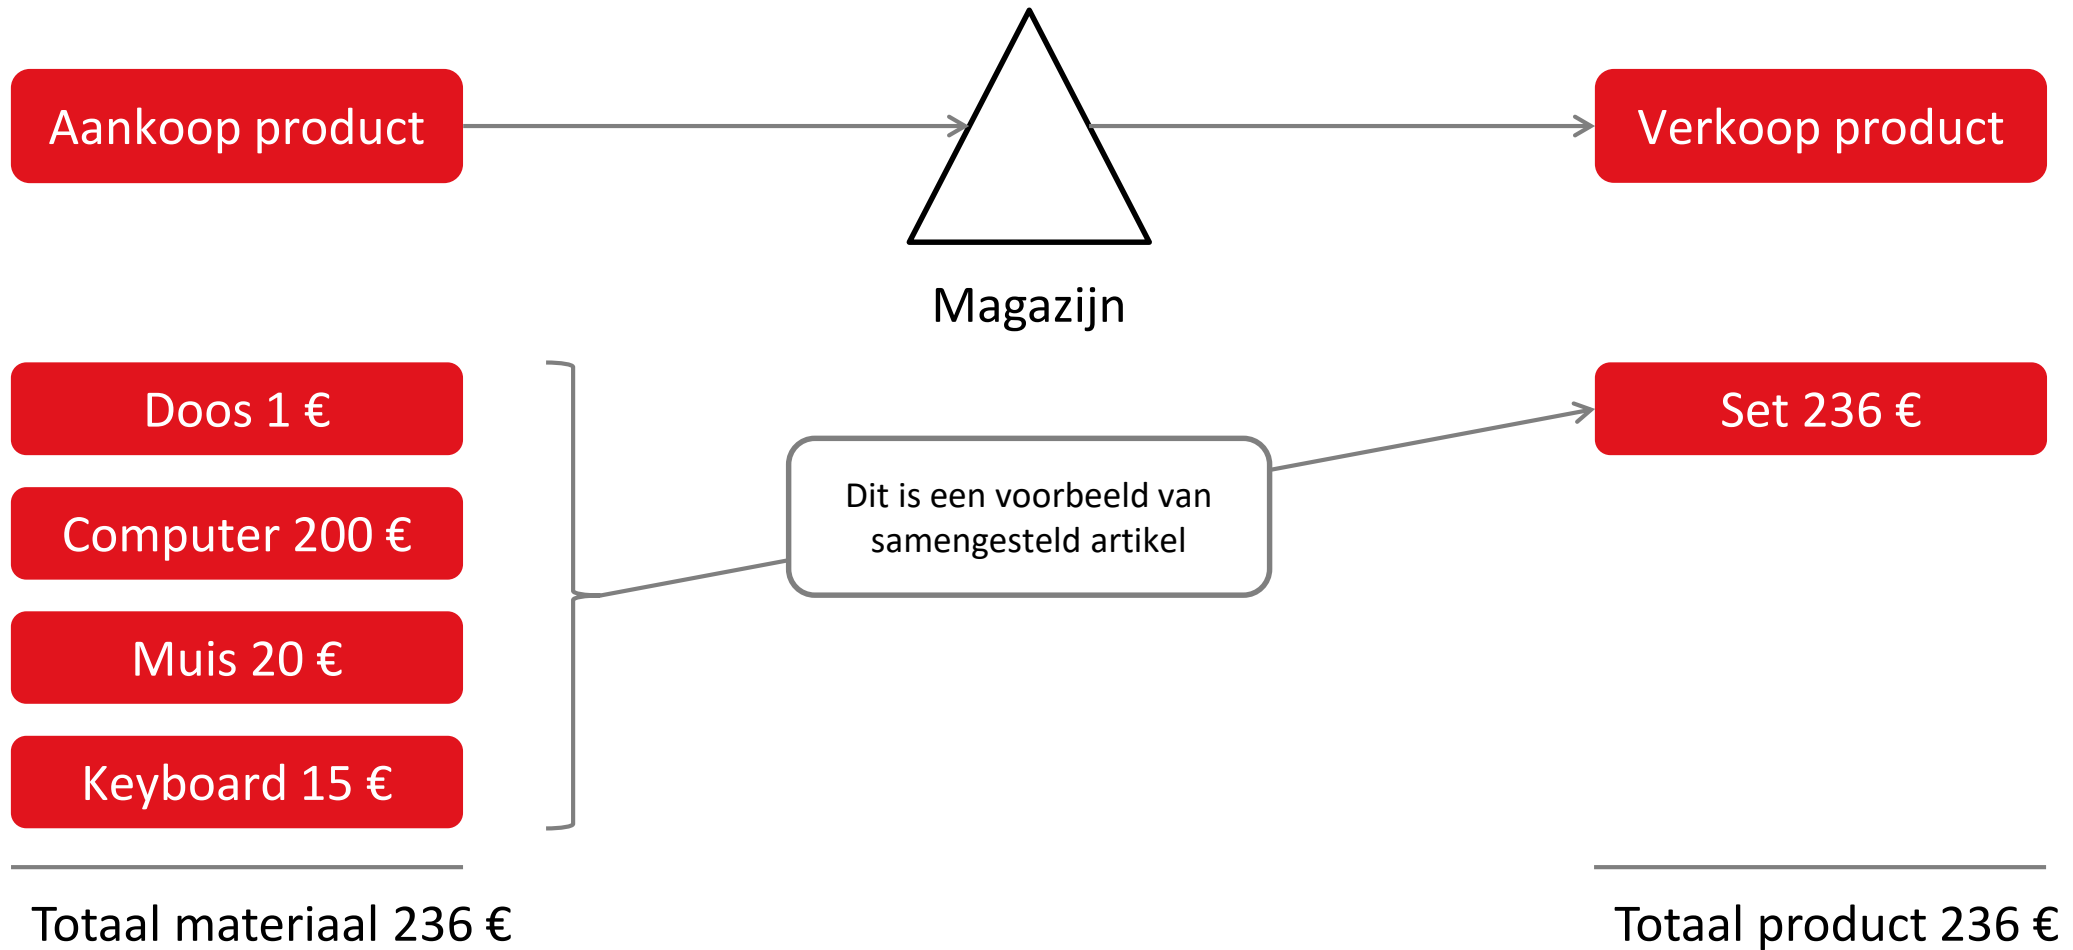 Aankoop product
Verkoop product
Magazijn
Doos 1 €
Computer 200 €
Muis 20 €
Keyboard 15 €
Dit is een voorbeeld van
samengesteld artikel
Set 236 €
Totaal materiaal 236 €
Totaal product 236 €